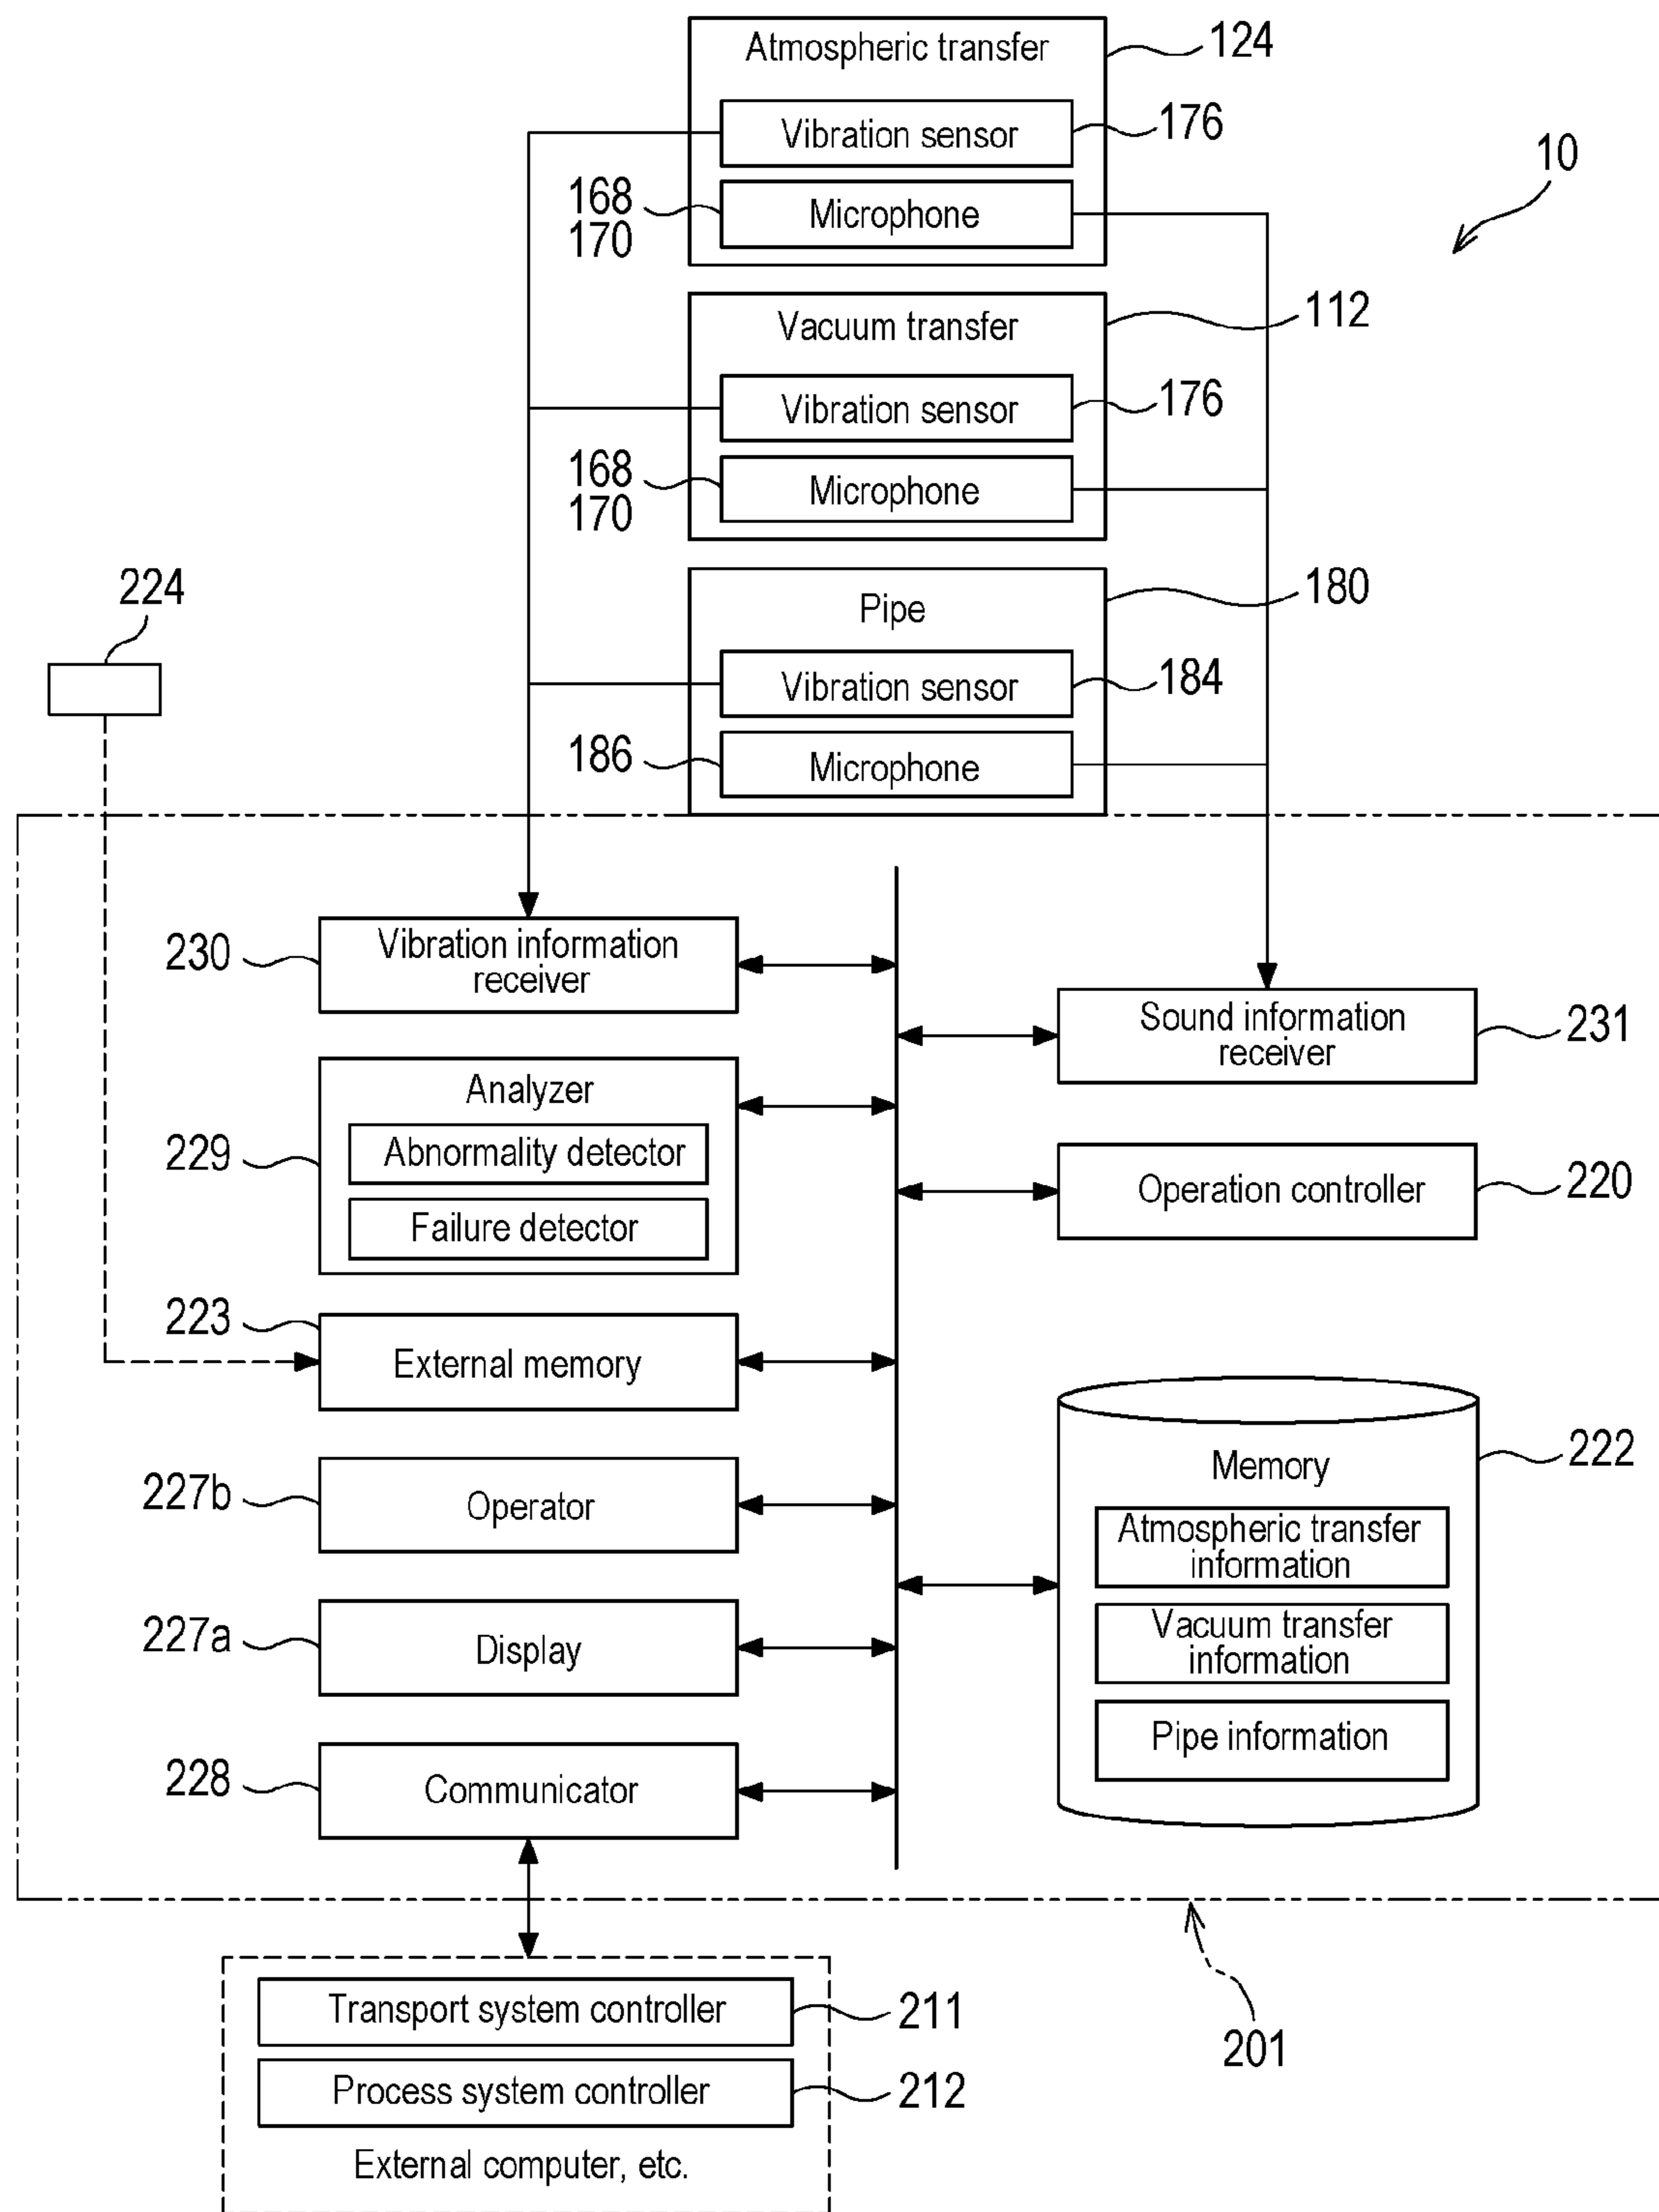 Atmospheric transfer
124
Vibration sensor
176
10
168
170
Microphone
Vacuum transfer
112
Vibration sensor
176
168
170
Microphone
224
Pipe
180
Vibration sensor
184
186
Microphone
230
Vibration information
receiver
Sound information
receiver
231
Analyzer
229
Abnormality detector
Failure detector
Operation controller
220
223
External memory
227b
Operator
Memory
222
Atmospheric transfer
information
Vacuum transfer
information
Pipe information
227a
Display
228
Communicator
Transport system controller
211
Process system controller
212
External computer, etc.
201